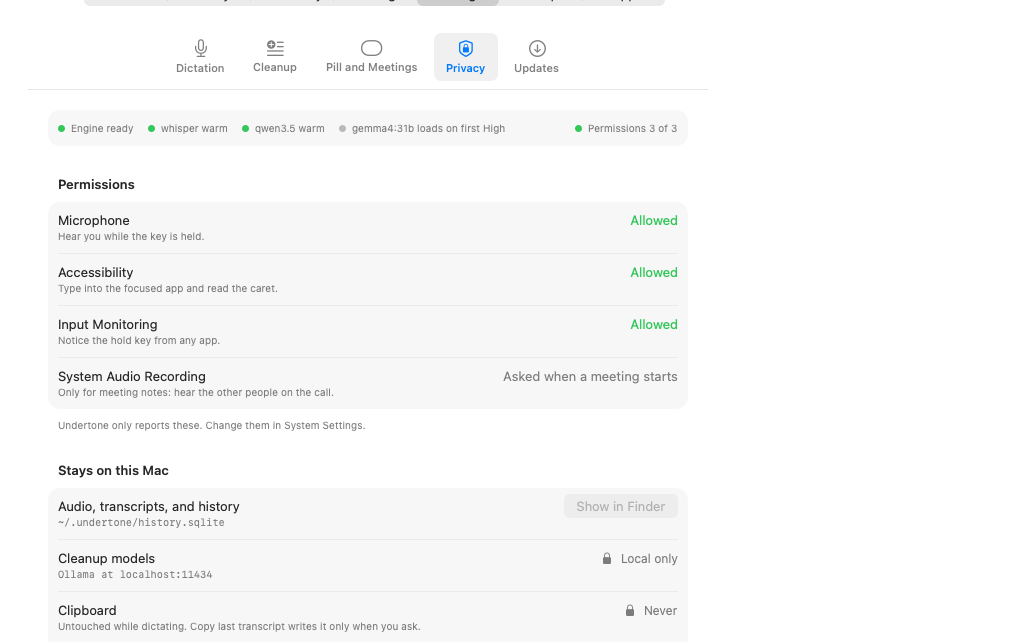 Dictation Cleanup Pill and Meetings Privacy Updates
Engine ready whisper warm qwen3.5 warm gemma4:31b loads on first High Permissions 3 of 3
Permissions
Microphone Allowed
Hear you while the key is held.
Accessibility Allowed
Type into the focused app and read the caret.
Input Monitoring Allowed
Notice the hold key from any app.
System Audio Recording Asked when a meeting starts
Only for meeting notes: hear the other people on the call.
Undertone only reports these. Change them in System Settings.
Stays on this Mac
Audio, transcripts, and history Show in Finder
~/.undertone/history.sqlite
Cleanup models Local only
Ollama at localhost:11434
Clipboard Never
Untouched while dictating. Copy last transcript writes it only when you ask.